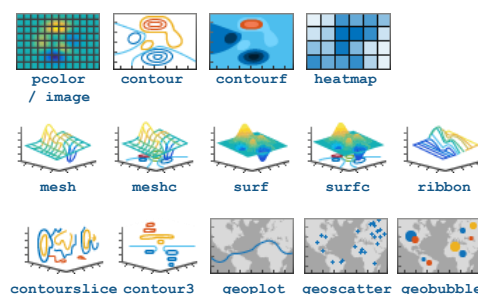 pcolor contour contourf heatmap
/ image
mesh meshc surf surfc ribbon
contourslice contour3 geoplot geoscatter geobubble